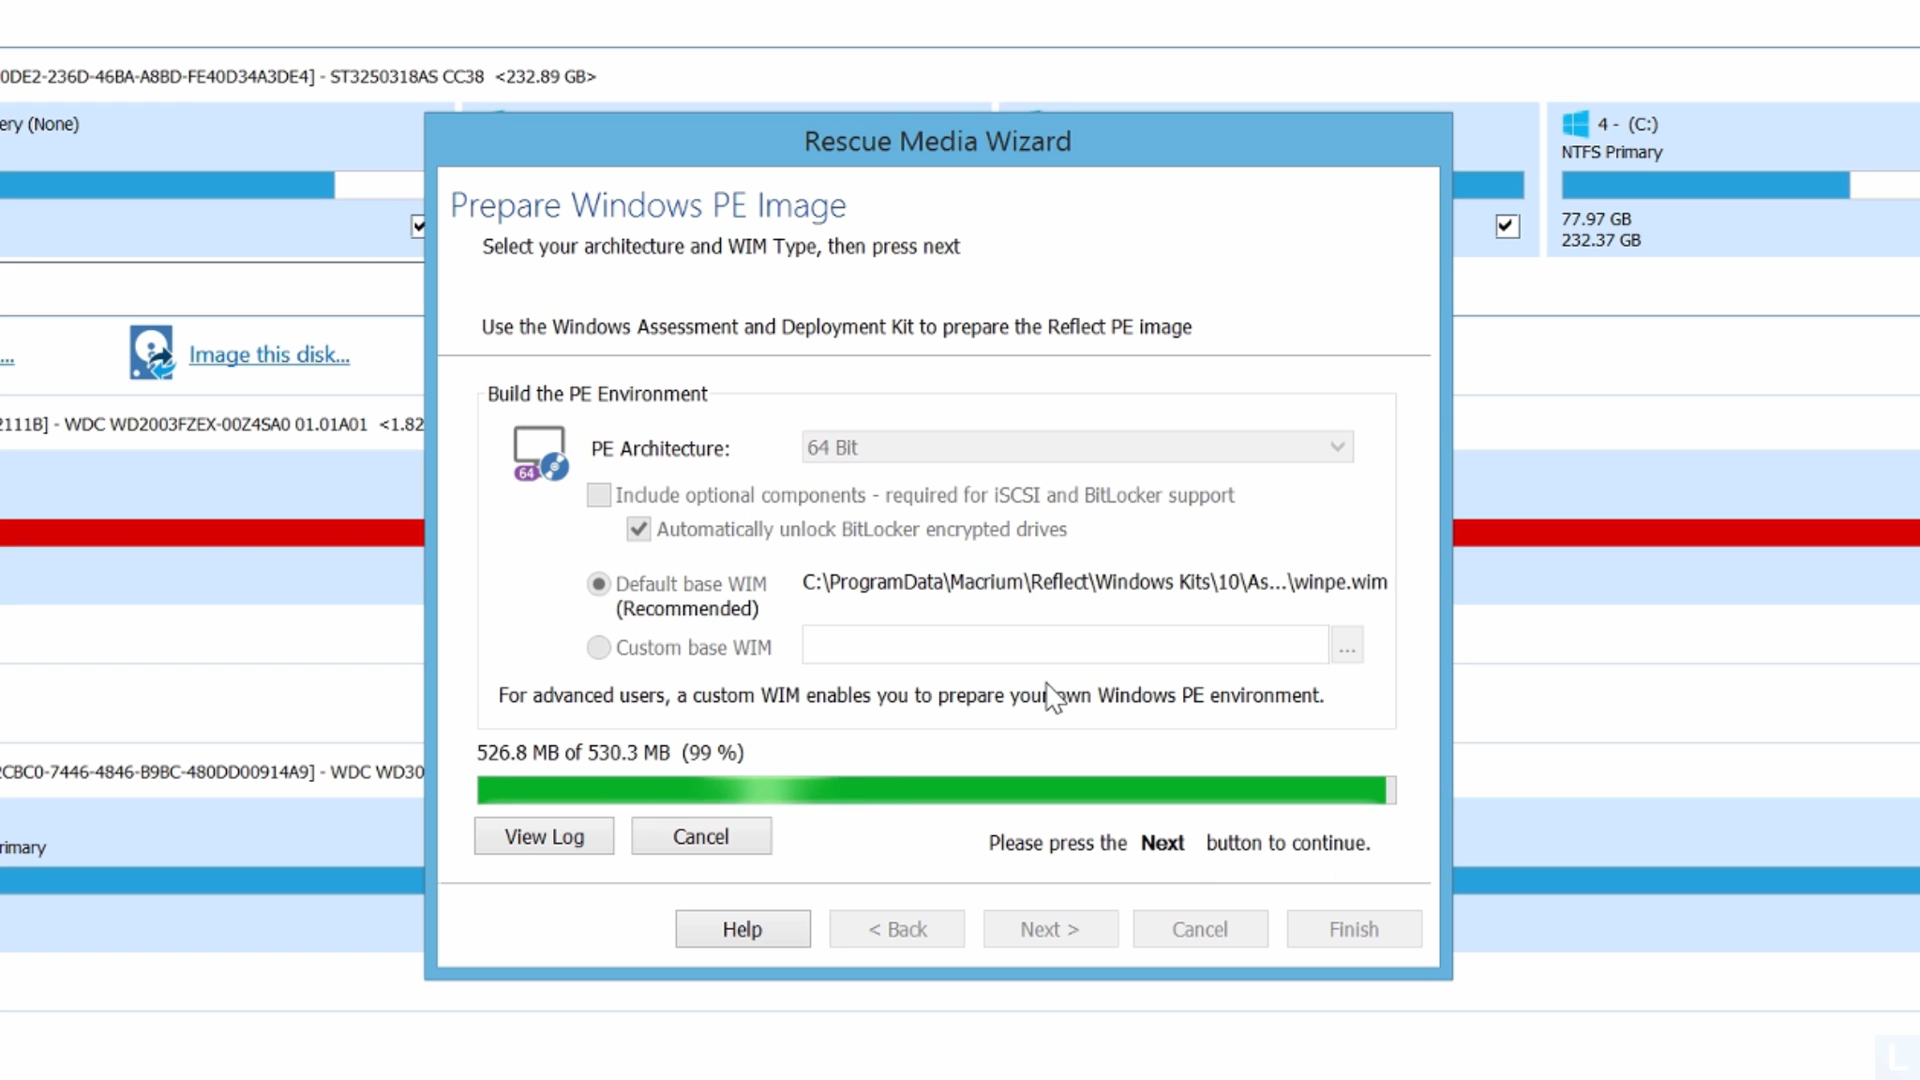 0DE2-236D-46BA-A8BD-FE40D34A3DE4] - ST3250318AS CC38 <232.89 GB>
ery (None)
4 - (C:)
NTFS Primary
77.97 GB
232.37 GB
Rescue Media Wizard
Prepare Windows PE Image
Select your architecture and WIM Type, then press next
Use the Windows Assessment and Deployment Kit to prepare the Reflect PE image
...
Image this disk...
2111B] - WDC WD2003FZEX-00Z4SA0 01.01A01 <1.82
Build the PE Environment
64
PE Architecture:
64 Bit
Include optional components - required for iSCSI and BitLocker support
Automatically unlock BitLocker encrypted drives
Default base WIM
(Recommended)
C:\ProgramData\Macrium\Reflect\Windows Kits\10\As...\winpe.wim
Custom base WIM
...
For advanced users, a custom WIM enables you to prepare your own Windows PE environment.
526.8 MB of 530.3 MB (99 %)
2CBC0-7446-4846-B9BC-480DD00914A9] - WDC WD30
View Log
Cancel
Please press the Next button to continue.
rimary
Help
< Back
Next >
Cancel
Finish
L